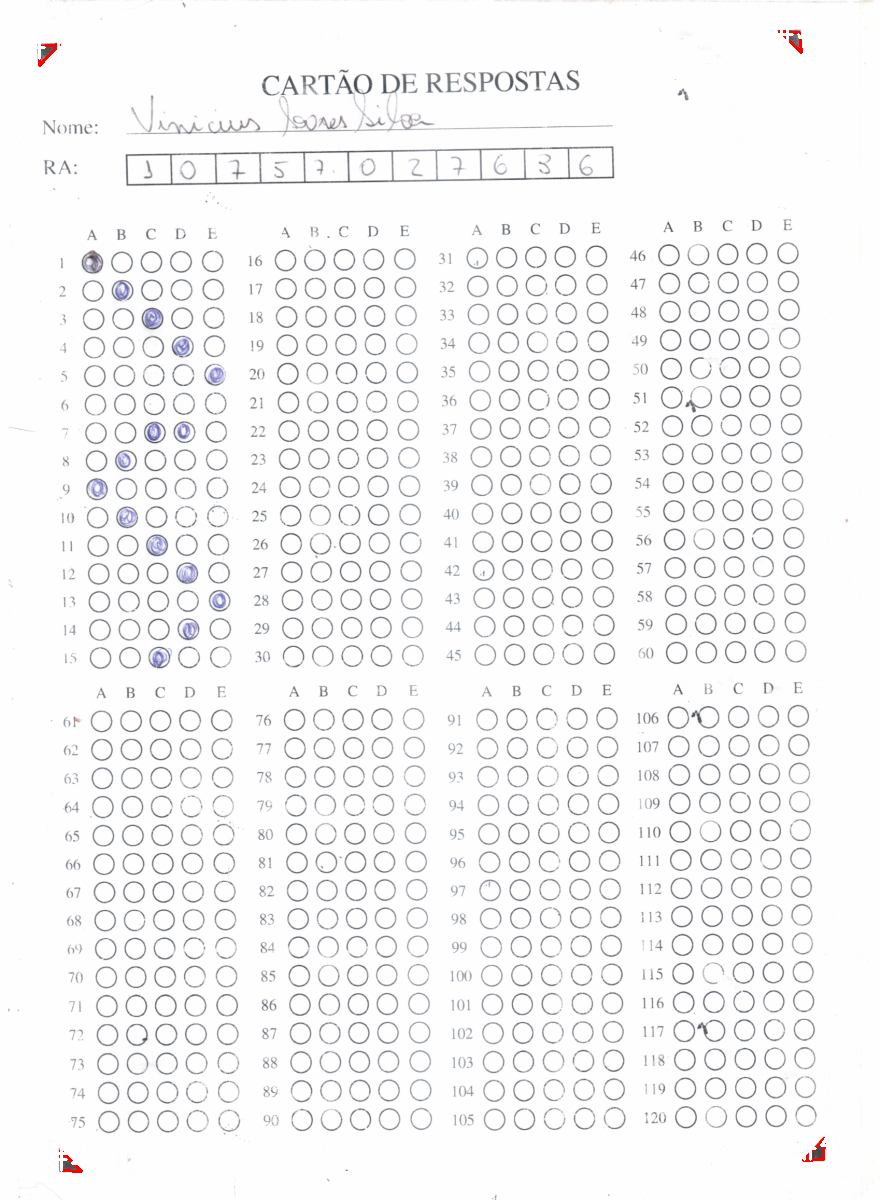 CARTÃO DE RESPOSTAS
Nome: Vinicius Soares Silva
RA: 1 0 7 5 7 0 2 7 6 3 6
A B C D E A B C D E A B C D E A B C D E
1 16 31 46
2 17 32 47
3 18 33 48
4 19 34 49
5 20 35 50
6 21 36 51
7 22 37 52
8 23 38 53
9 24 39 54
10 25 40 55
11 26 41 56
12 27 42 57
13 28 43 58
14 29 44 59
15 30 45 60
A B C D E A B C D E A B C D E A B C D E
61 76 91 106
62 77 92 107
63 78 93 108
64 79 94 109
65 80 95 110
66 81 96 111
67 82 97 112
68 83 98 113
69 84 99 114
70 85 100 115
71 86 101 116
72 87 102 117
73 88 103 118
74 89 104 119
75 90 105 120